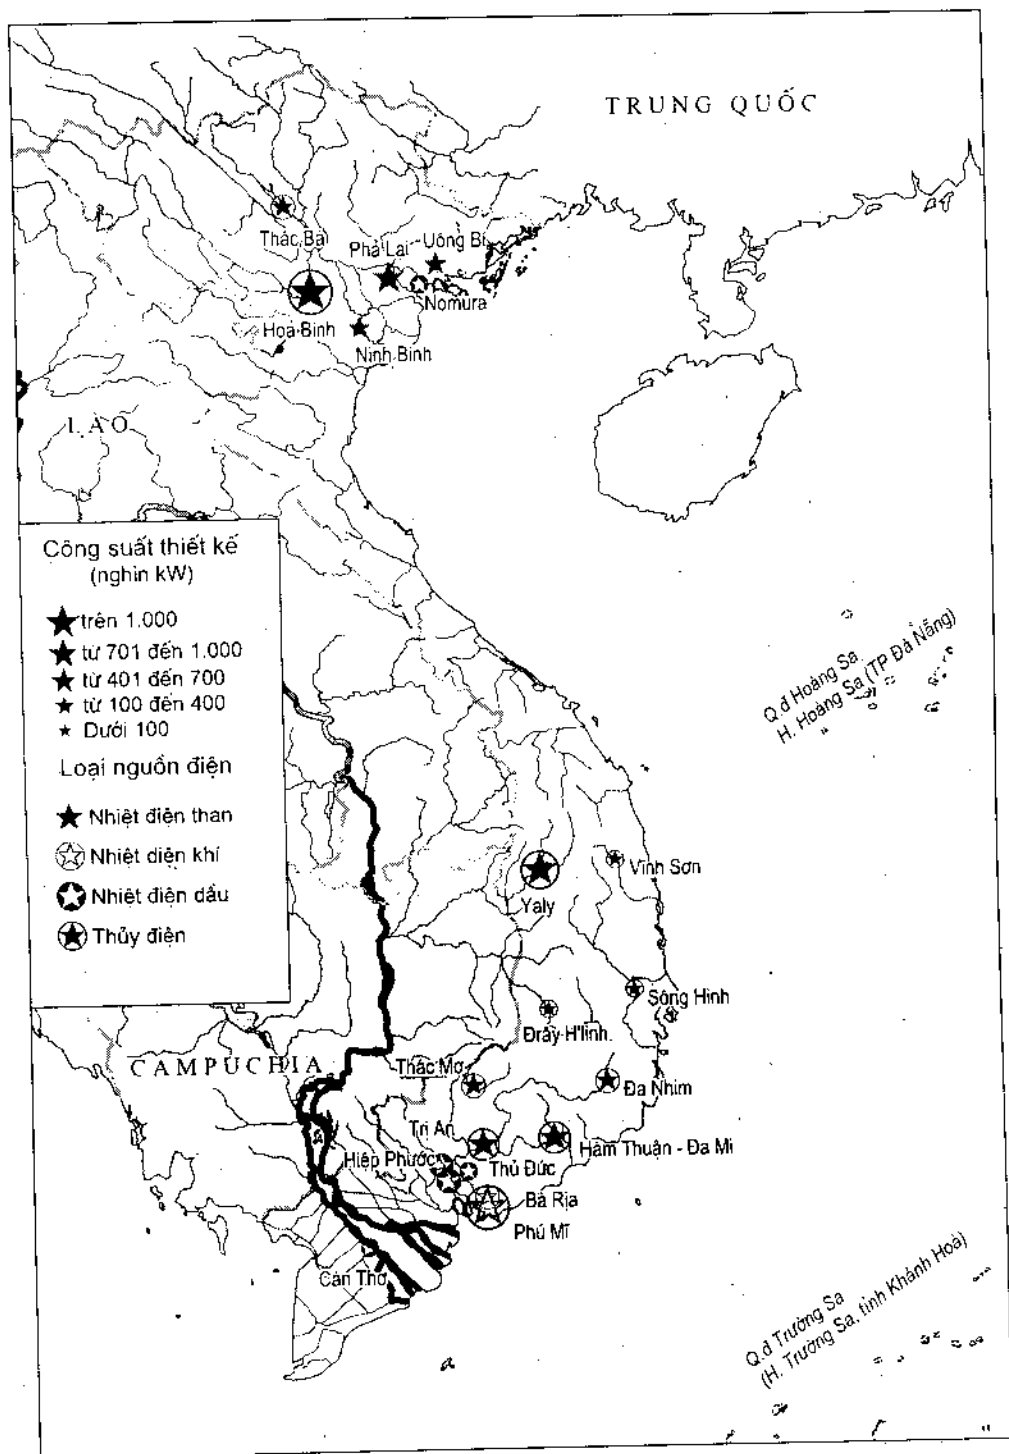 TRUNG QUỐC
Thác Bà
Phả Lại
Uông Bí
Nomura
Hoà Bình
Ninh Bình
LÀO
Công suất thiết kế
(nghìn kW)
trên 1.000
từ 701 đến 1.000
từ 401 đến 700
từ 100 đến 400
Dưới 100
Loại nguồn điện
Nhiệt điện than
Nhiệt điện khí
Nhiệt điện dầu
Thủy điện
Q.đ Hoàng Sa
H. Hoàng Sa (TP Đà Nẵng)
Vĩnh Sơn
Yaly
Sông Hinh
Đrây H'linh
CAMPUCHIA
Thác Mơ
Đa Nhim
Trị An
Hàm Thuận - Đa Mi
Hiệp Phước
Thủ Đức
Bà Rịa
Phú Mĩ
Cần Thơ
Q.đ Trường Sa
(H. Trường Sa, tỉnh Khánh Hoà)